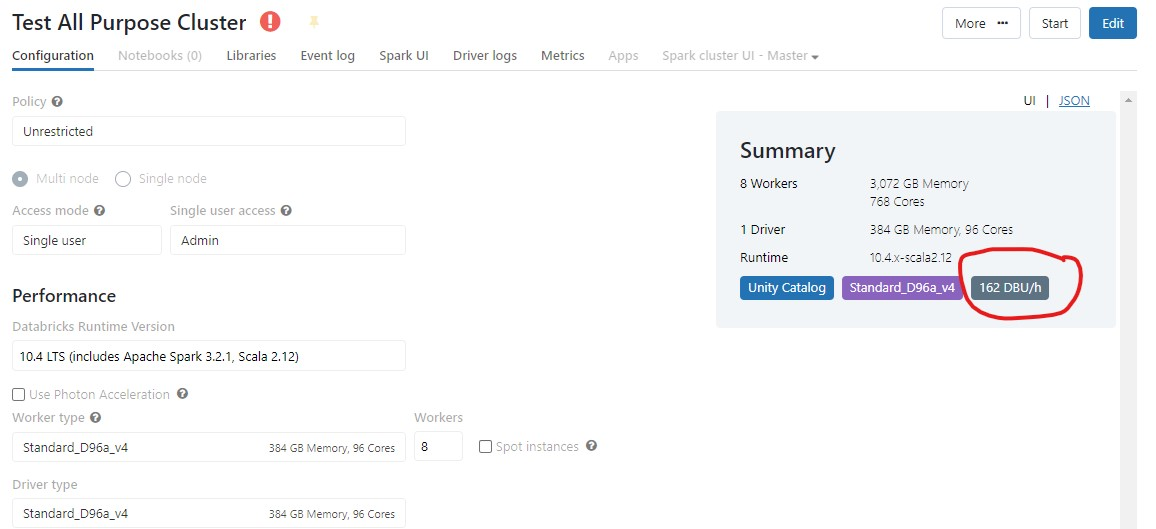 Test All Purpose Cluster
More ••• Start Edit
Configuration Notebooks (0) Libraries Event log Spark UI Driver logs Metrics Apps Spark cluster UI - Master
UI | JSON
Policy ?
Unrestricted
Multi node Single node
Access mode ? Single user access ?
Single user Admin
Performance
Databricks Runtime Version
10.4 LTS (includes Apache Spark 3.2.1, Scala 2.12)
Use Photon Acceleration ?
Worker type ? Workers
Standard_D96a_v4 384 GB Memory, 96 Cores 8 Spot instances ?
Driver type
Standard_D96a_v4 384 GB Memory, 96 Cores
Summary
8 Workers 3,072 GB Memory
768 Cores
1 Driver 384 GB Memory, 96 Cores
Runtime 10.4.x-scala2.12
Unity Catalog Standard_D96a_v4 162 DBU/h